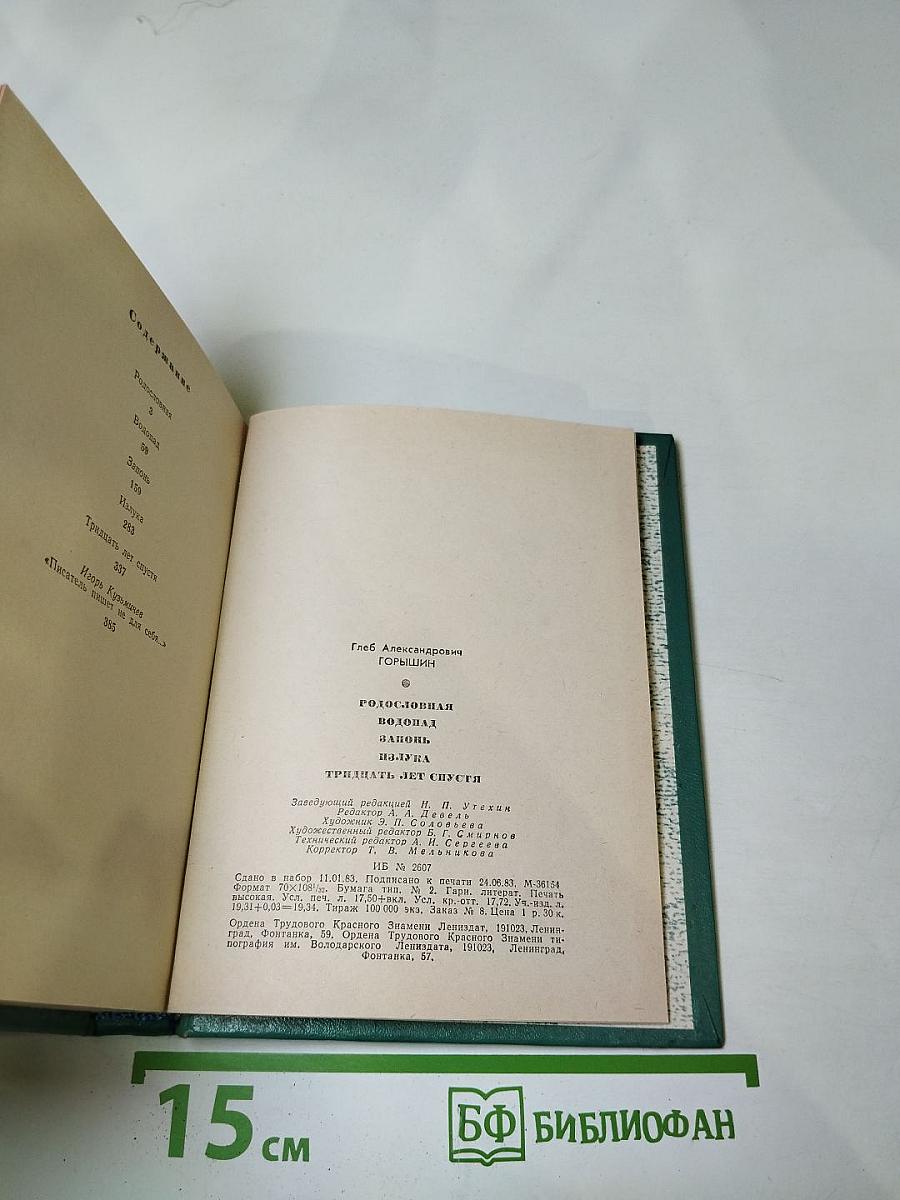 Содержание
Родословная
3
Водопад
59
Запонь
159
Излука
283
Тридцать лет спустя
337
Игорь Кузьмичев
«Писатель пишет не для себя...»
385
Глеб Александрович
ГОРЫШИН
РОДОСЛОВНАЯ
ВОДОПАД
ЗАПОНЬ
ИЗЛУКА
ТРИДЦАТЬ ЛЕТ СПУСТЯ
Заведующий редакцией Н. П. Утехин
Редактор А. А. Девель
Художник Э. П. Соловьева
Художественный редактор Б. Г. Смирнов
Технический редактор А. И. Сергеева
Корректор Т. В. Мельникова
ИБ № 2607
Сдано в набор 11.01.83. Подписано к печати 24.06.83. М-36154
Формат 70×108¹/₃₂. Бумага тип. № 2. Гарн. литерат. Печать
высокая. Усл. печ. л. 17,50+вкл. Усл. кр.-отт. 17,72. Уч.-изд. л.
19,31+0,03=19,34. Тираж 100 000 экз. Заказ № 8. Цена 1 р. 30 к.
Ордена Трудового Красного Знамени Лениздат, 191023, Ленин-
град, Фонтанка, 59. Ордена Трудового Красного Знамени ти-
пография им. Володарского Лениздата, 191023, Ленинград,
Фонтанка, 57.
15 см
БФ БИБЛИОФАН